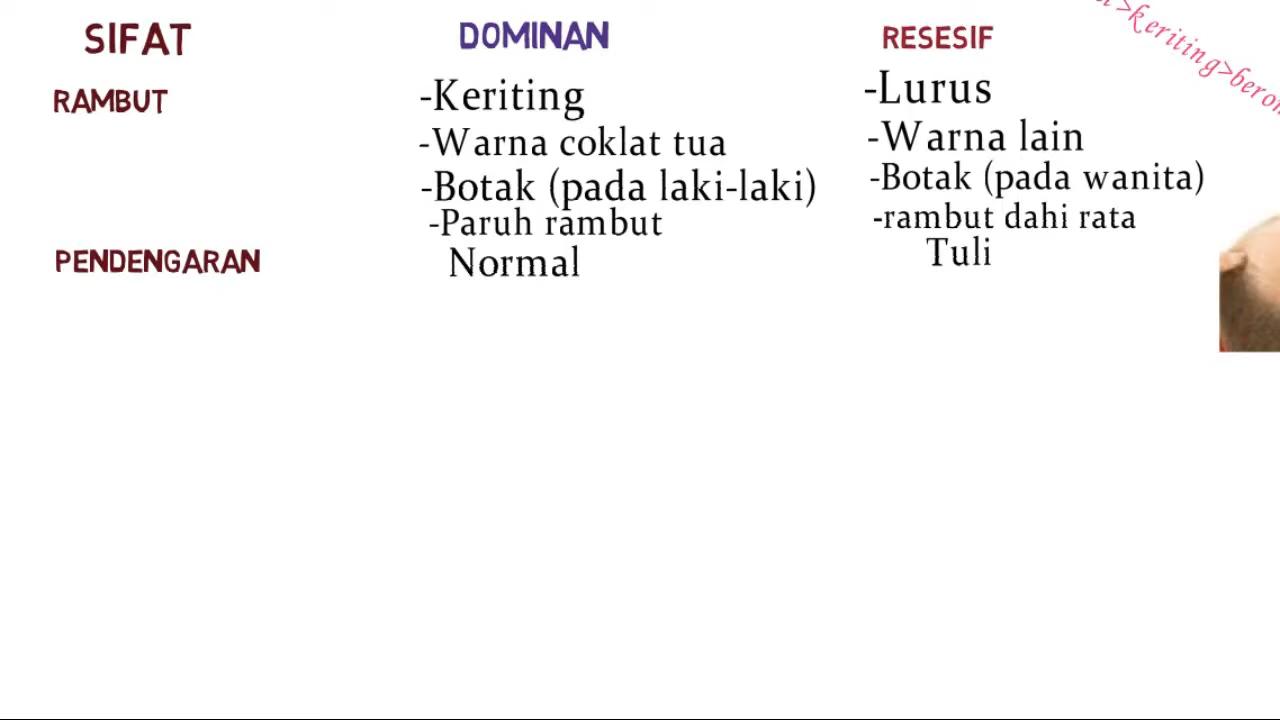 SIFAT DOMINAN RESESIF
RAMBUT -Keriting -Lurus
-Warna coklat tua -Warna lain
-Botak (pada laki-laki) -Botak (pada wanita)
-Paruh rambut -rambut dahi rata
PENDENGARAN Normal Tuli
>keriting>